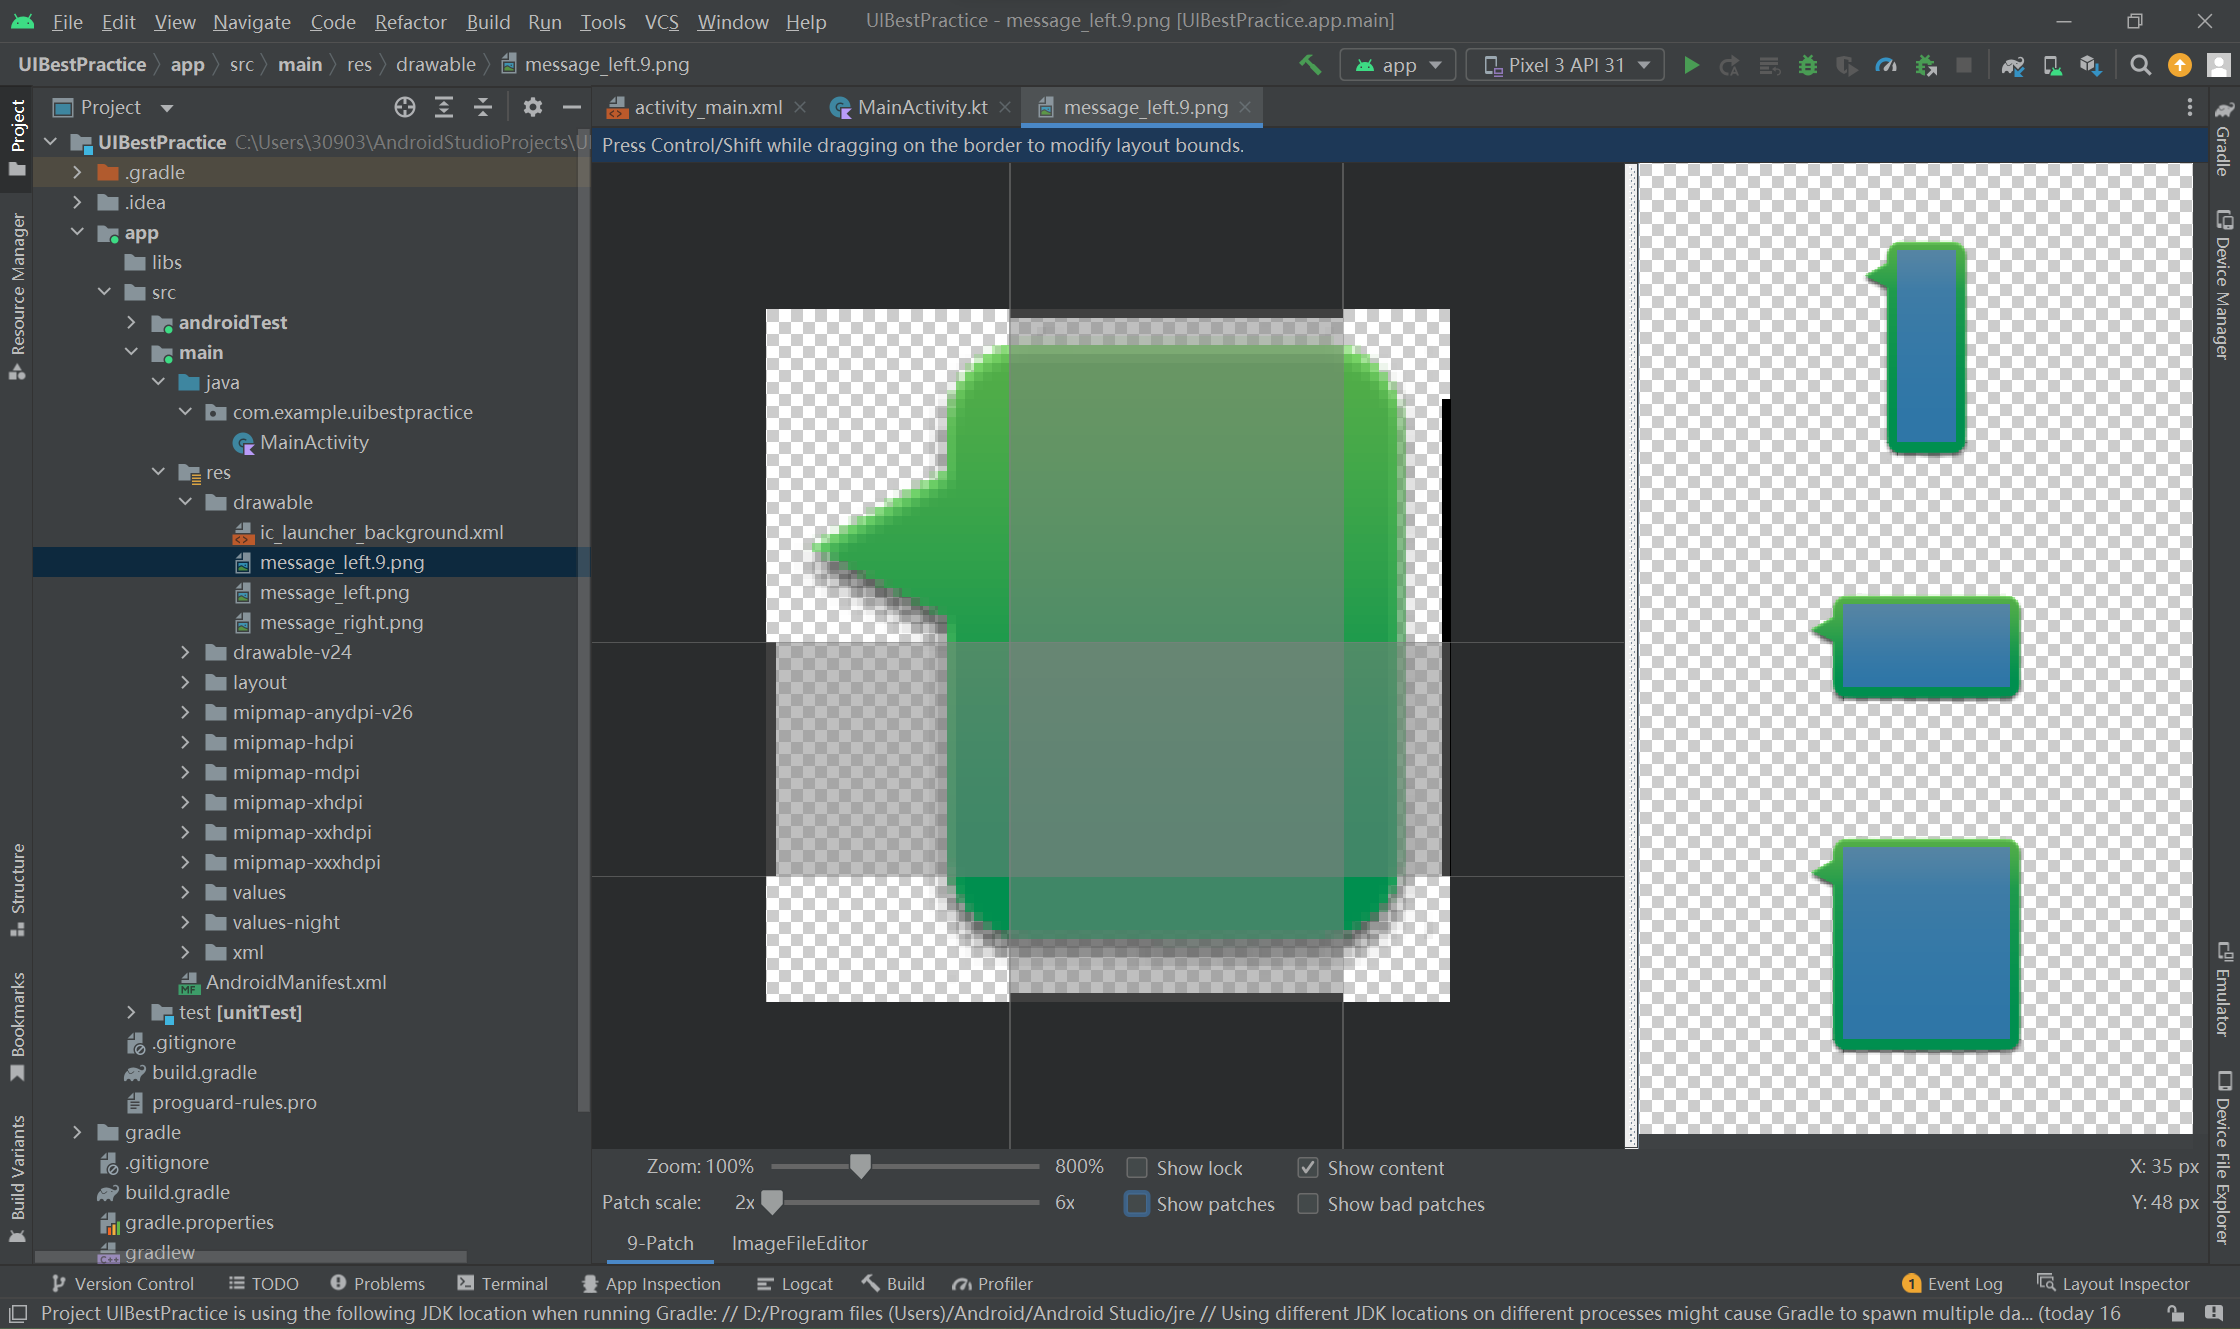 File Edit View Navigate Code Refactor Build Run Tools VCS Window Help UIBestPractice - message_left.9.png [UIBestPractice.app.main]
UIBestPractice app src main res drawable message_left.9.png app Pixel 3 API 31
Project
activity_main.xml MainActivity.kt message_left.9.png
Press Control/Shift while dragging on the border to modify layout bounds.
UIBestPractice C:\Users\30903\AndroidStudioProjects\U
.gradle
.idea
app
libs
src
androidTest
main
java
com.example.uibestpractice
MainActivity
res
drawable
ic_launcher_background.xml
message_left.9.png
message_left.png
message_right.png
drawable-v24
layout
mipmap-anydpi-v26
mipmap-hdpi
mipmap-mdpi
mipmap-xhdpi
mipmap-xxhdpi
mipmap-xxxhdpi
values
values-night
xml
AndroidManifest.xml
test [unitTest]
.gitignore
build.gradle
proguard-rules.pro
gradle
.gitignore
build.gradle
gradle.properties
gradlew
Project
Resource Manager
Structure
Bookmarks
Build Variants
Gradle
Device Manager
Emulator
Device File Explorer
Zoom: 100% 800% Show lock Show content X: 35 px
Patch scale: 2x 6x Show patches Show bad patches Y: 48 px
9-Patch ImageFileEditor
Version Control TODO Problems Terminal App Inspection Logcat Build Profiler 1 Event Log Layout Inspector
Project UIBestPractice is using the following JDK location when running Gradle: // D:/Program files (Users)/Android/Android Studio/jre // Using different JDK locations on different processes might cause Gradle to spawn multiple da... (today 16